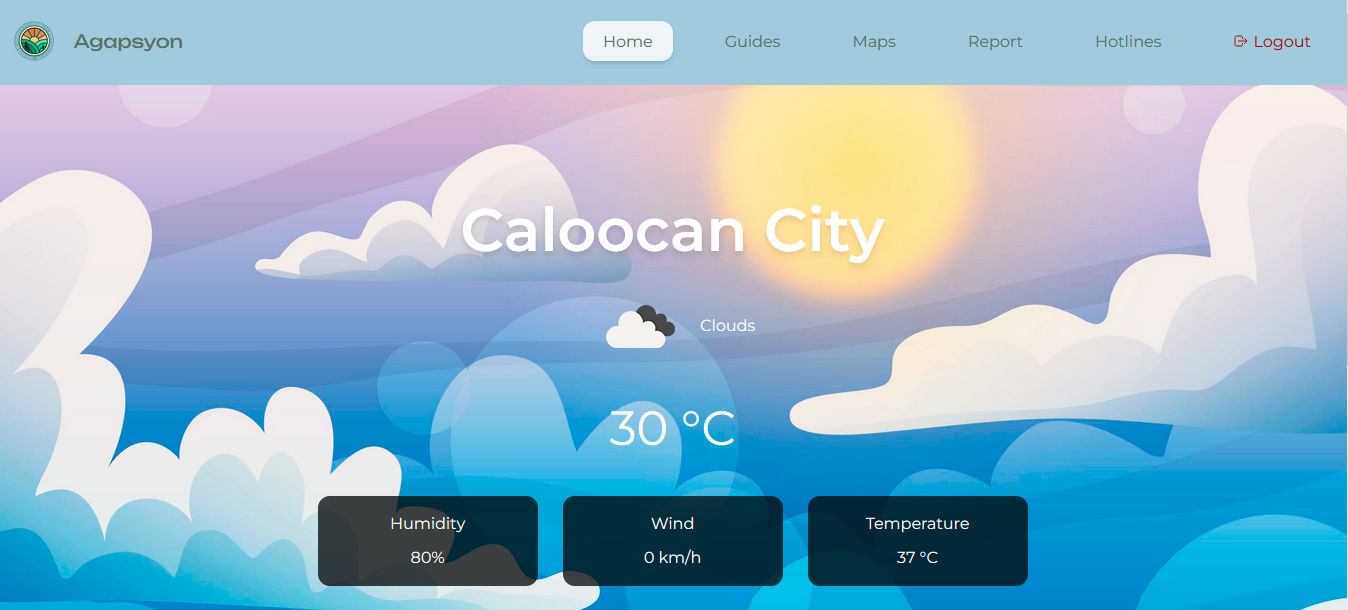 Agapsyon
Home
Guides
Maps
Report
Hotlines
Logout
Caloocan City
Clouds
30 °C
Humidity
80%
Wind
0 km/h
Temperature
37 °C